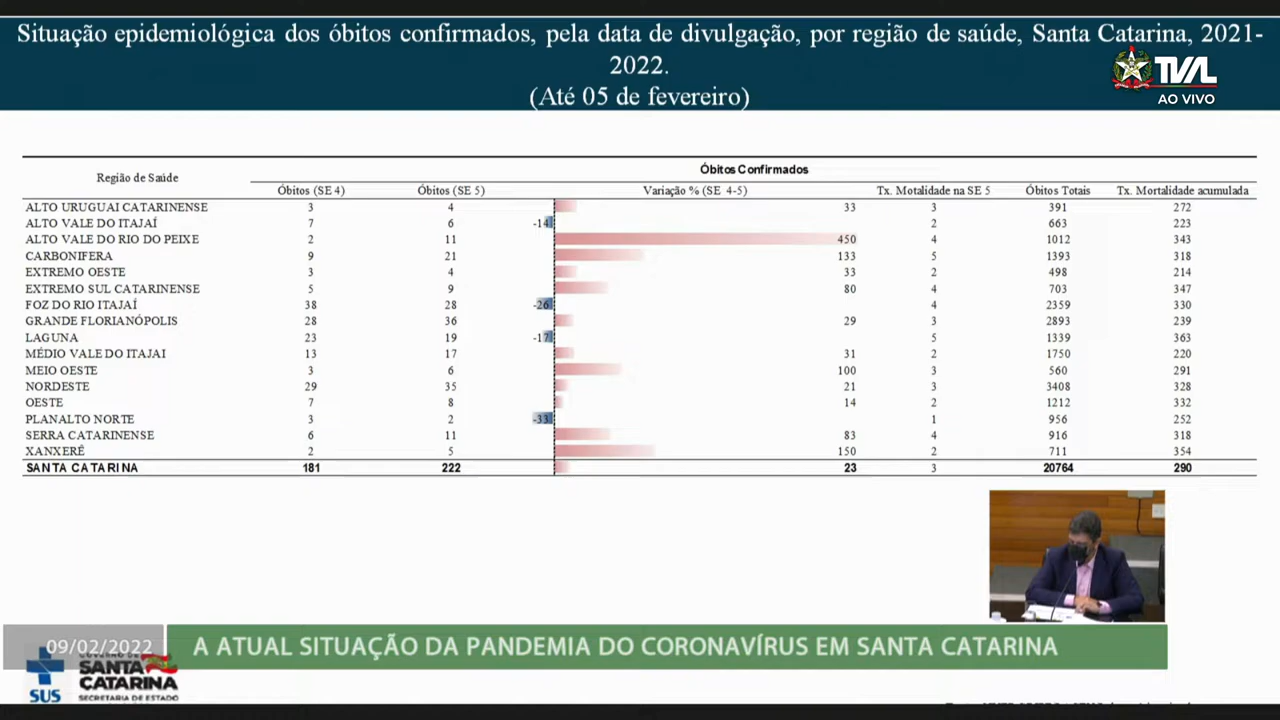 Situação epidemiológica dos óbitos confirmados, pela data de divulgação, por região de saúde, Santa Catarina, 2021-
2022.
(Até 05 de fevereiro)
TVAL
AO VIVO
Óbitos Confirmados
Região de Saúde
Óbitos (SE 4) Óbitos (SE 5) Variação % (SE 4-5) Tx. Motalidade na SE 5 Óbitos Totais Tx. Mortalidade acumulada
ALTO URUGUAI CATARINENSE 3 4 33 3 391 272
ALTO VALE DO ITAJAÍ 7 6 -14 2 663 223
ALTO VALE DO RIO DO PEIXE 2 11 450 4 1012 343
CARBONIFERA 9 21 133 5 1393 318
EXTREMO OESTE 3 4 33 2 498 214
EXTREMO SUL CATARINENSE 5 9 80 4 703 347
FOZ DO RIO ITAJAÍ 38 28 -26 4 2359 330
GRANDE FLORIANÓPOLIS 28 36 29 3 2893 239
LAGUNA 23 19 -17 5 1339 363
MÉDIO VALE DO ITAJAI 13 17 31 2 1750 220
MEIO OESTE 3 6 100 3 560 291
NORDESTE 29 35 21 3 3408 328
OESTE 7 8 14 2 1212 332
PLANALTO NORTE 3 2 -33 1 956 252
SERRA CATARINENSE 6 11 83 4 916 318
XANXERÊ 2 5 150 2 711 354
SANTA CATARINA 181 222 23 3 20764 290
09/02/2022
A ATUAL SITUAÇÃO DA PANDEMIA DO CORONAVÍRUS EM SANTA CATARINA
SUS
GOVERNO DE
SANTA
CATARINA
SECRETARIA DE ESTADO